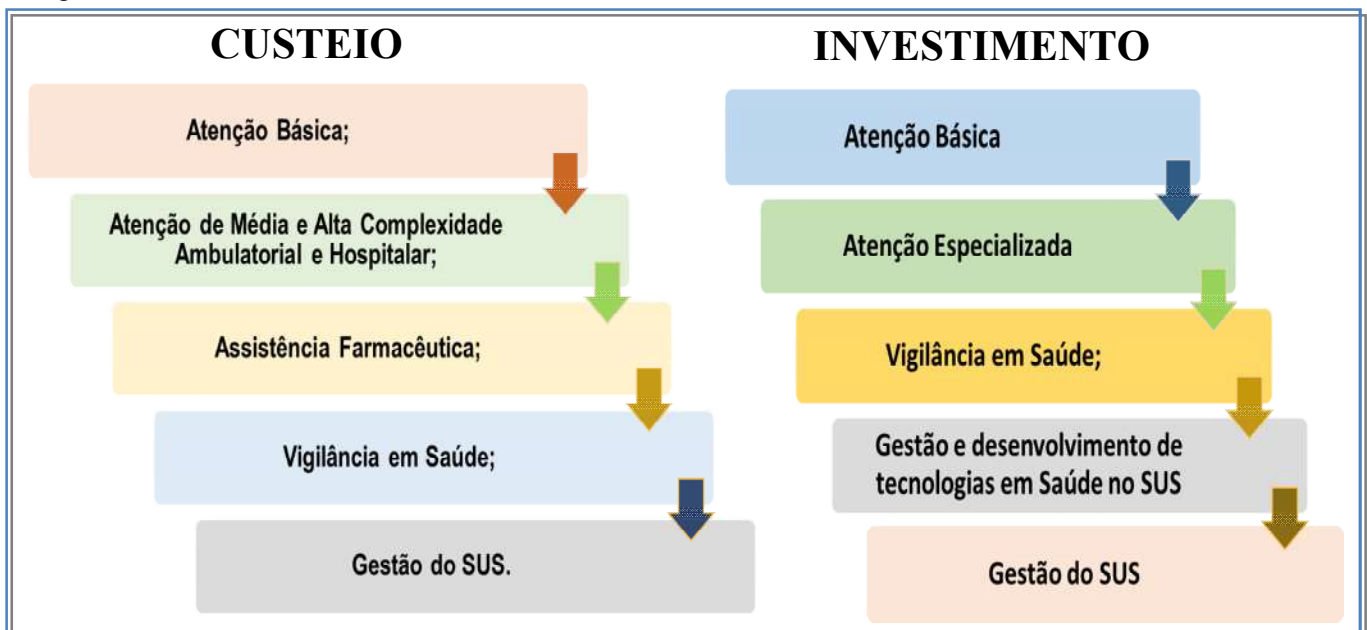 CUSTEIO
Atenção Básica;
Atenção de Média e Alta Complexidade
Ambulatorial e Hospitalar;
Assistência Farmacêutica;
Vigilância em Saúde;
Gestão do SUS.
INVESTIMENTO
Atenção Básica
Atenção Especializada
Vigilância em Saúde;
Gestão e desenvolvimento de
tecnologias em Saúde no SUS
Gestão do SUS